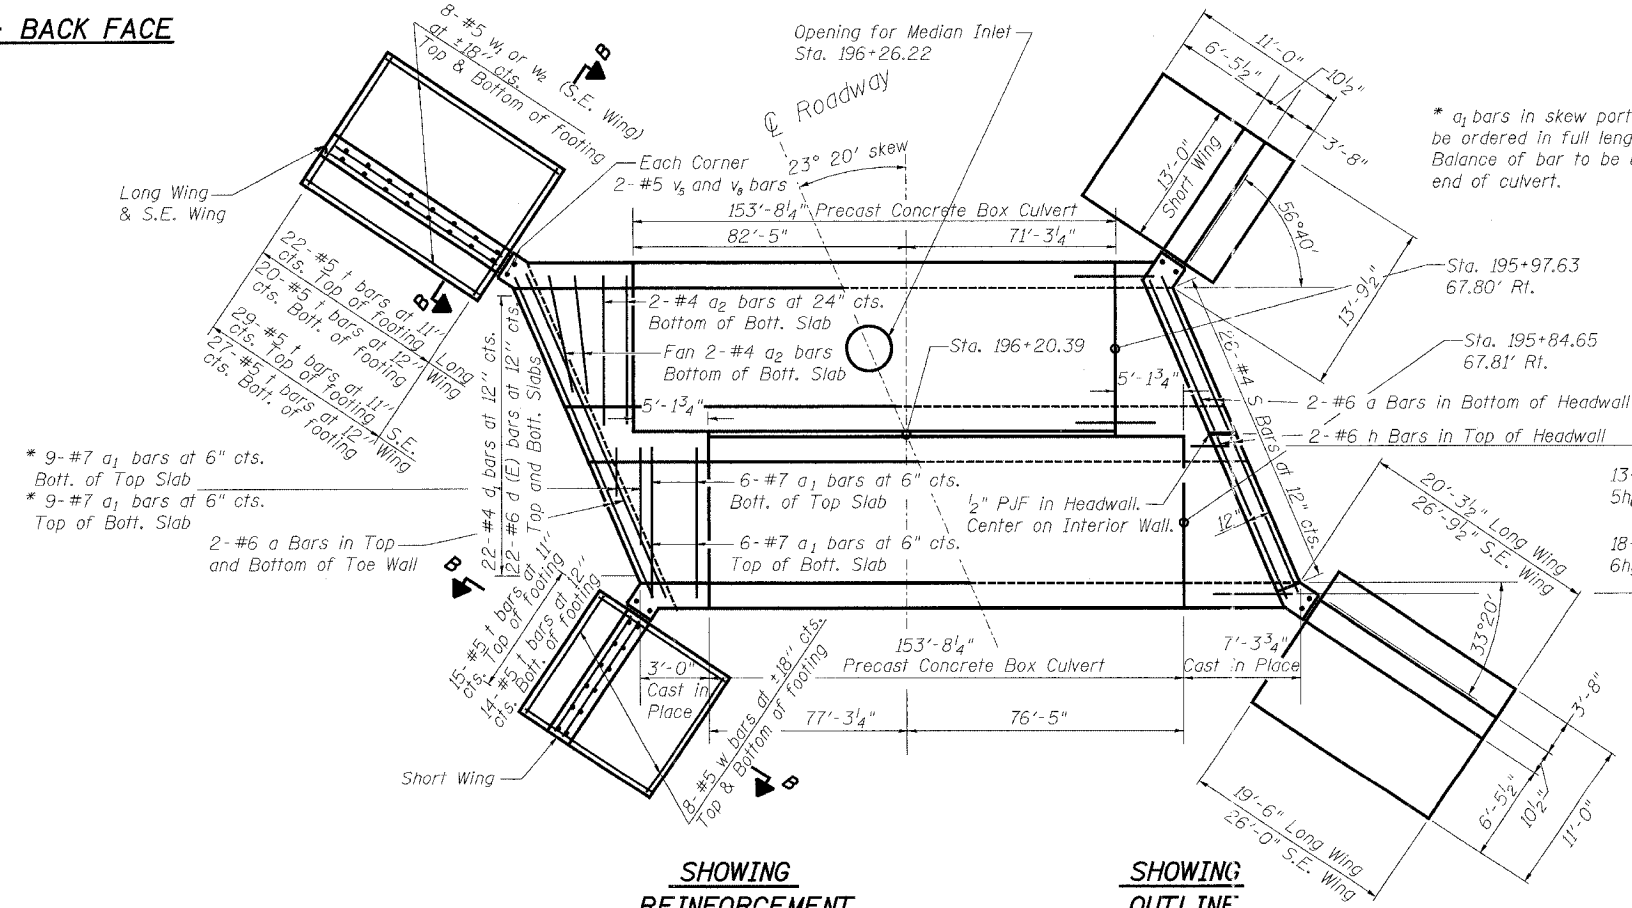 BACK FACE
8-#5 w₁ or w₂ (S.E. Wing)
at ±18" cts.
Top & Bottom of footing
B
B
Long Wing
& S.E. Wing
Each Corner
2-#5 v₅ and v₈ bars
Opening for Median Inlet
Sta. 196+26.22
℄ Roadway
23° 20' skew
153'-8¼" Precast Concrete Box Culvert
82'-5"
71'-3¼"
11'-0"
6'-5½"
10½"
3'-8"
13'-0"
Short Wing
56°40'
13'-9½"
* a₁ bars in skew
be ordered in full
Balance of bar to be
end of culvert.
Sta. 195+97.63
67.80' Rt.
Sta. 195+84.65
67.81' Rt.
22-#5 t bars at 11"
cts. Top of footing
20-#5 t bars at 12"
cts. Bott. of footing
Long
Wing
29-#5 t bars at 11"
cts. Top of footing
27-#5 t bars at 12"
cts. Bott. of footing
S.E.
Wing
2-#4 a₂ bars at 24" cts.
Bottom of Bott. Slab
Fan 2-#4 a₂ bars
Bottom of Bott. Slab
Sta. 196+20.39
5'-1¾"
5'-1¾"
22-#4 d₁ bars at 12" cts.
22-#6 d (E) bars at 12" cts.
Top and Bott. Slabs
26-#4 S Bars at 12" cts.
12"
2-#6 a Bars in Bottom of Headwall
2-#6 h Bars in Top of Headwall
* 9-#7 a₁ bars at 6" cts.
Bott. of Top Slab
* 9-#7 a₁ bars at 6" cts.
Top of Bott. Slab
6-#7 a₁ bars at 6" cts.
Bott. of Top Slab
6-#7 a₁ bars at 6" cts.
Top of Bott. Slab
½" PJF in Headwall.
Center on Interior Wall.
2-#6 a Bars in Top
and Bottom of Toe Wall
B
20'-3½" Long Wing
26'-9½" S.E. Wing
33°20'
15-#5 t bars at 11"
cts. Top of footing
14-#5 t bars at 12"
cts. Bott. of footing
3'-0"
Cast in
Place
153'-8¼"
Precast Concrete Box Culvert
7'-3¾"
Cast in Place
77'-3¼"
76'-5"
8-#5 w bars at ±18" cts.
Top & Bottom of footing
B
Short Wing
3'-8"
6'-5½"
10½"
11'-0"
19'-6" Long Wing
26'-0" S.E. Wing
SHOWING
REINFORCEMENT
SHOWING
OUTLINE